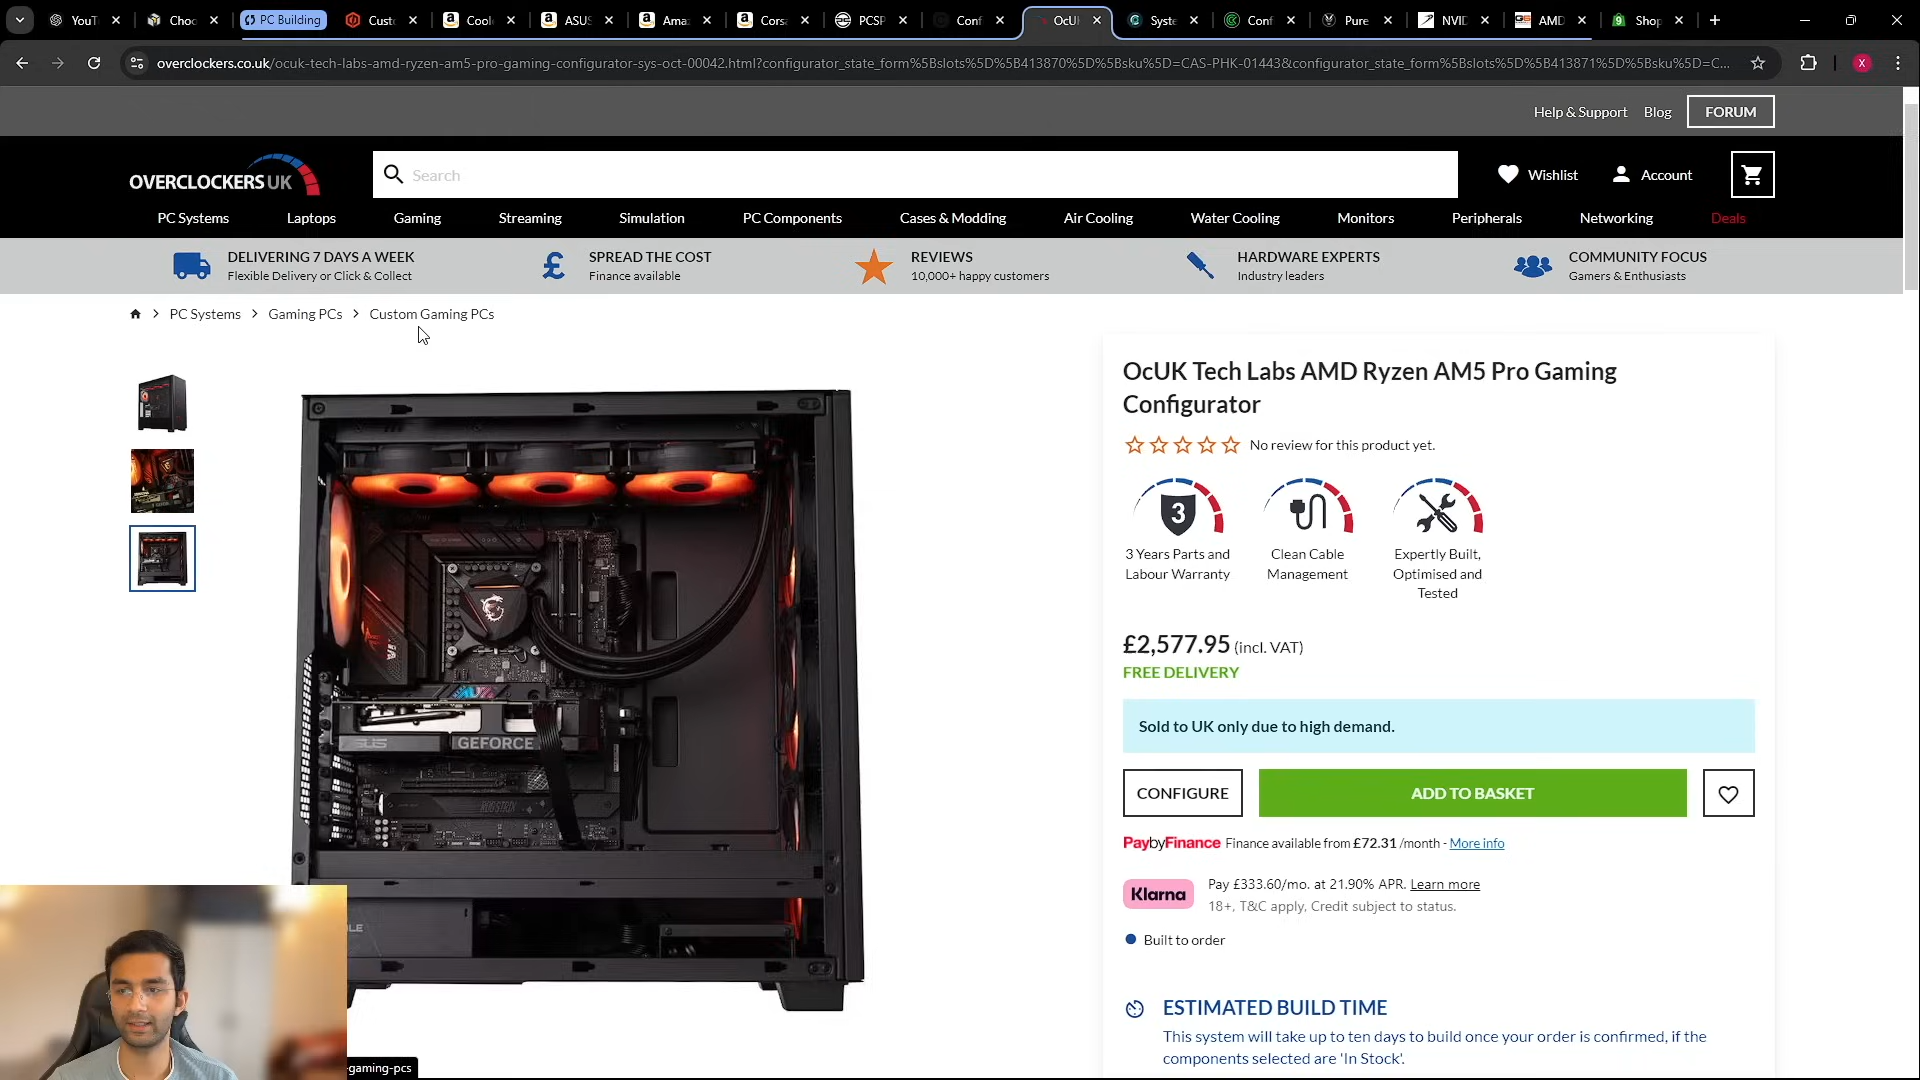 YouT
Choc
PC Building
Cust
Cool
ASUS
Amaz
Corsa
PCSP
Conf
OcU
Syste
Conf
Pure
NVID
AMD
Shop
overclockers.co.uk/ocuk-tech-labs-amd-ryzen-am5-pro-gaming-configurator-sys-oct-00042.html?configurator_state_form%5Bslots%5D%5B413870%5D%5Bsku%5D=CAS-PHK-01443&configurator_state_form%5Bslots%5D%5B413871%5D%5Bsku%5D=C...
X
Help & Support Blog FORUM
OVERCLOCKERS UK
Search
Wishlist Account
PC Systems Laptops Gaming Streaming Simulation PC Components Cases & Modding Air Cooling Water Cooling Monitors Peripherals Networking Deals
DELIVERING 7 DAYS A WEEK
Flexible Delivery or Click & Collect
SPREAD THE COST
Finance available
REVIEWS
10,000+ happy customers
HARDWARE EXPERTS
Industry leaders
COMMUNITY FOCUS
Gamers & Enthusiasts
PC Systems > Gaming PCs > Custom Gaming PCs
GEFORCE
OcUK Tech Labs AMD Ryzen AM5 Pro Gaming
Configurator
No review for this product yet.
3
3 Years Parts and
Labour Warranty
Clean Cable
Management
Expertly Built,
Optimised and
Tested
£2,577.95 (incl. VAT)
FREE DELIVERY
Sold to UK only due to high demand.
CONFIGURE
ADD TO BASKET
PaybyFinance Finance available from £72.31 /month - More info
Klarna
Pay £333.60/mo. at 21.90% APR. Learn more
18+, T&C apply, Credit subject to status.
Built to order
ESTIMATED BUILD TIME
This system will take up to ten days to build once your order is confirmed, if the
components selected are 'In Stock'.
-gaming-pcs